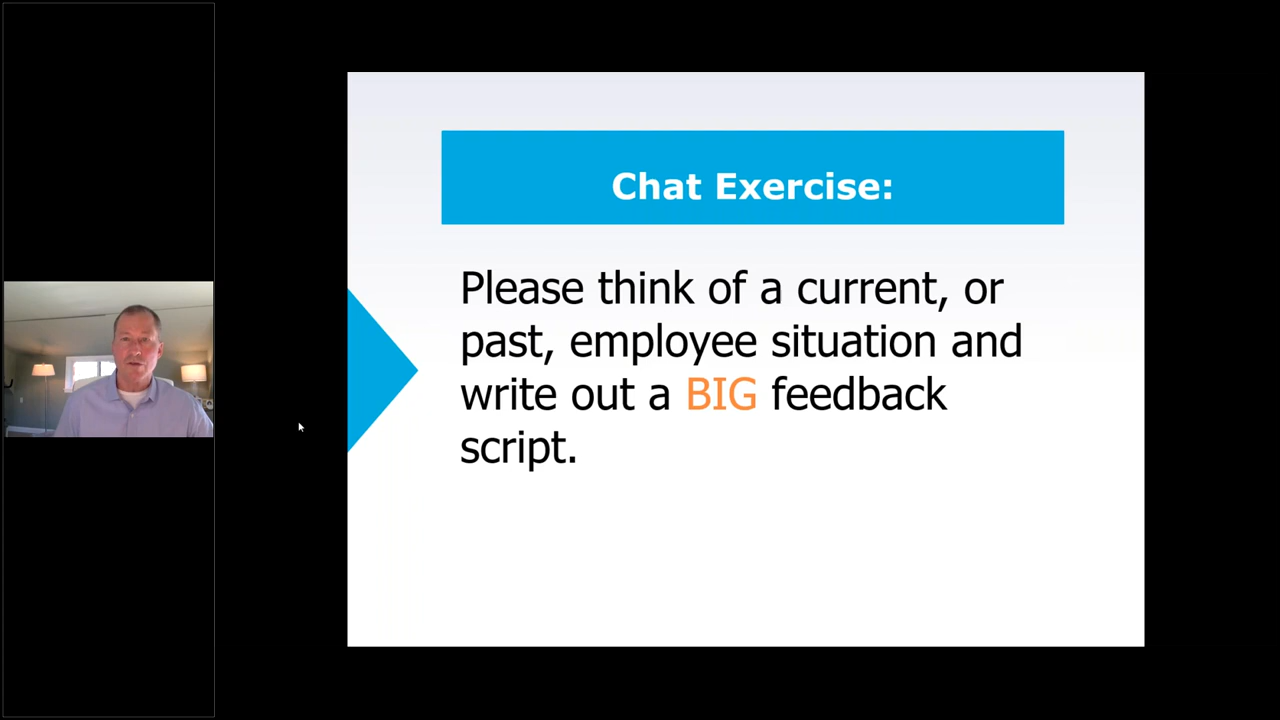 Chat Exercise:
Please think of a current, or
past, employee situation and
write out a BIG feedback
script.